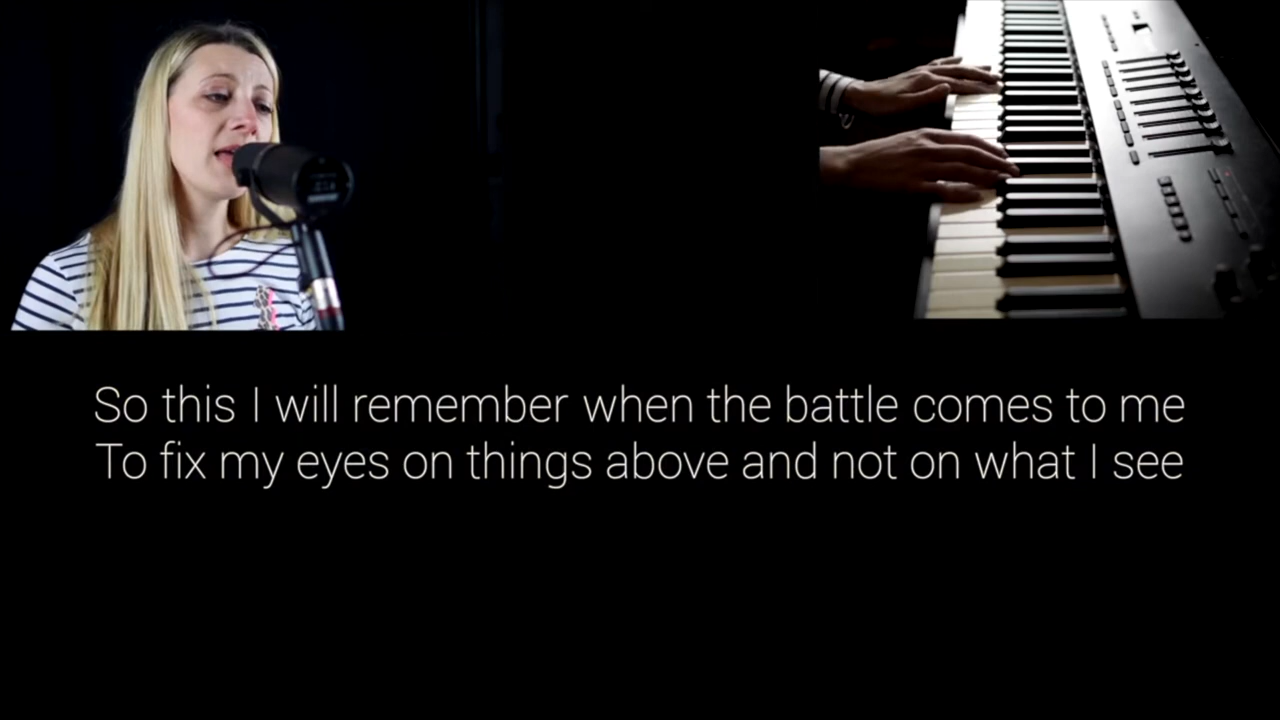 So this I will remember when the battle comes to me
To fix my eyes on things above and not on what I see